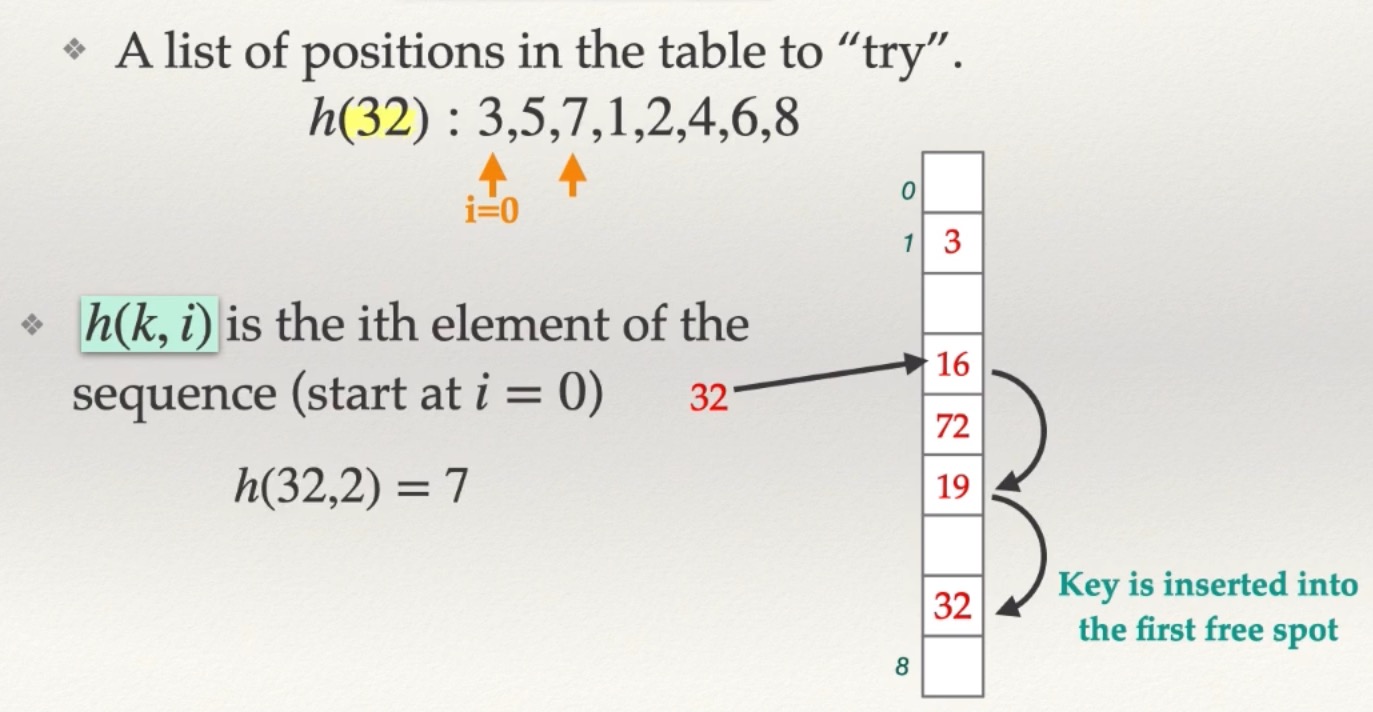 A list of positions in the table to “try”.
h(32) : 3,5,7,1,2,4,6,8
i=0
h(k, i) is the ith element of the
sequence (start at i = 0)
h(32,2) = 7
32
0
1 3
16
72
19
32
8
Key is inserted into
the first free spot